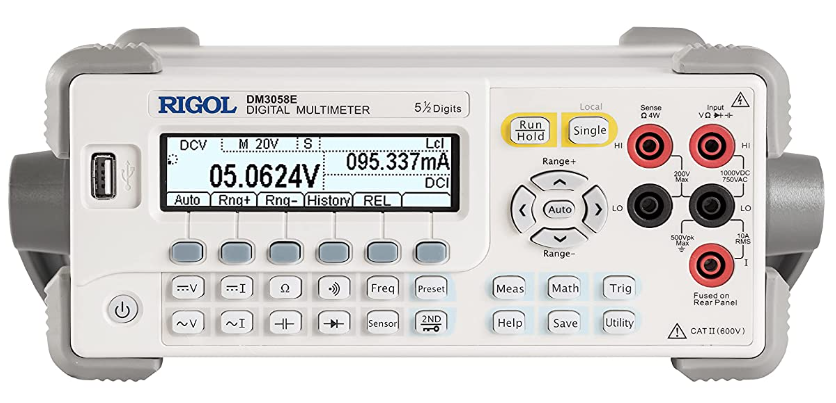 RIGOL DM3058E
DIGITAL MULTIMETER 5½Digits
DCV M 20V S Lcl
05.0624V 095.337mA
DCI
Auto Rng+ Rng- History REL
Local
Run Hold Single
Range+
Auto
Range-
Sense Ω 4W
Input VΩ
HI HI
200V Max
1000VDC 750VAC
LO LO
500Vpk Max
10A RMS
I
Fused on
Rear Panel
V I Ω Freq Preset
~V ~I Sensor 2ND
Meas Math Trig
Help Save Utility
CAT II (600V)